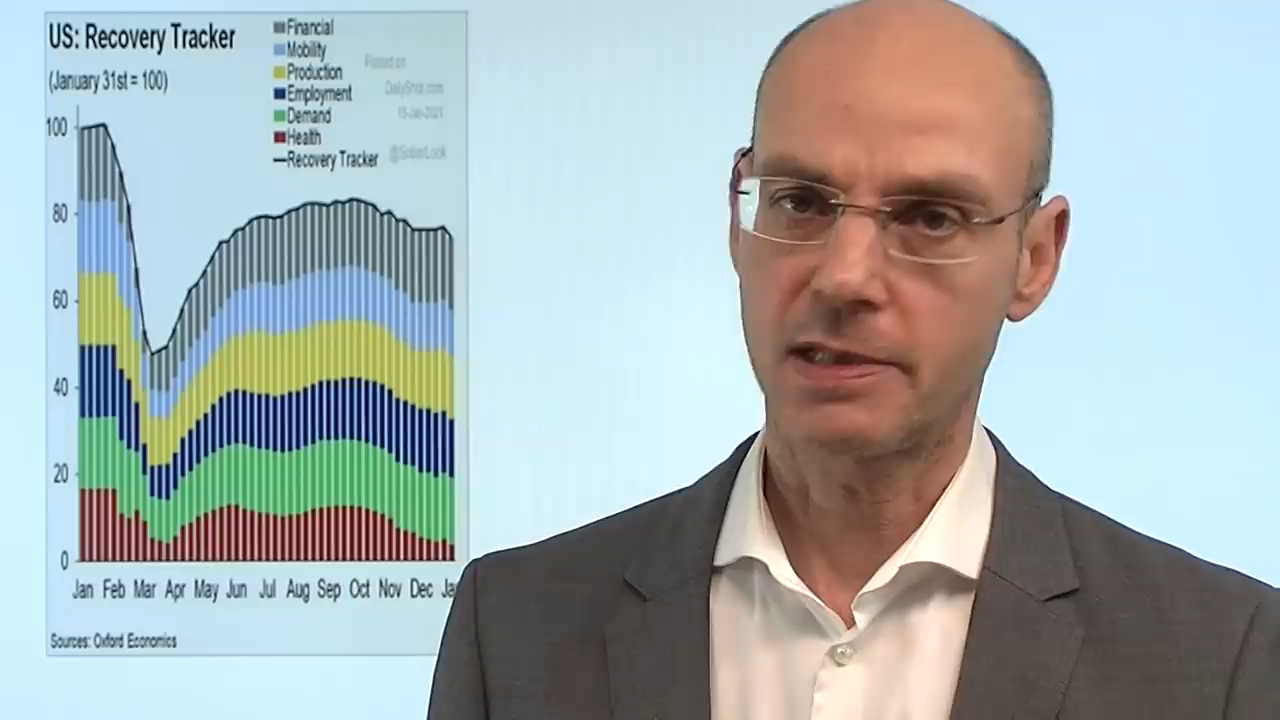 US: Recovery Tracker
(January 31st = 100)
Financial
Mobility
Production
Employment
Demand
Health
Recovery Tracker
Posted on
DailyShot.com
15-Jan-2021
@SoberLook
100
80
60
40
20
0
Jan Feb Mar Apr May Jun Jul Aug Sep Oct Nov Dec Ja
Sources: Oxford Economics